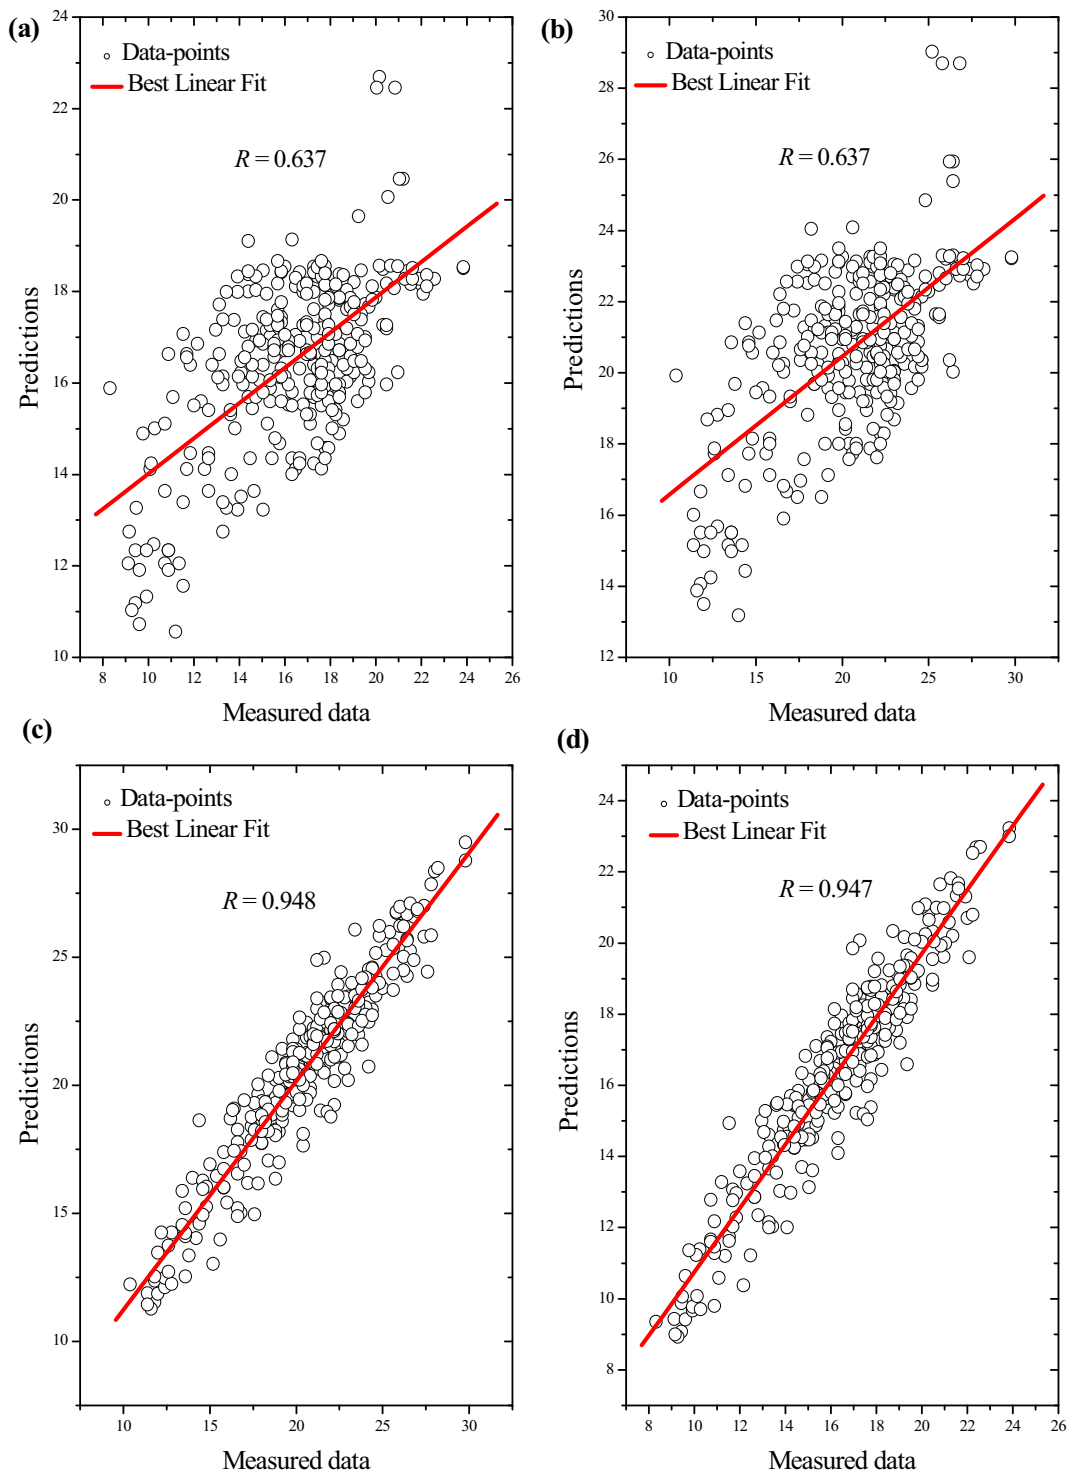 (a)
24
22
20
18
16
14
12
10
Predictions
Data-points
Best Linear Fit
R = 0.637
8 10 12 14 16 18 20 22 24 26
Measured data
(b)
30
28
26
24
22
20
18
16
14
12
Predictions
Data-points
Best Linear Fit
R = 0.637
10 15 20 25 30
Measured data
(c)
30
25
20
15
10
Predictions
Data-points
Best Linear Fit
R = 0.948
10 15 20 25 30
Measured data
(d)
24
22
20
18
16
14
12
10
8
Predictions
Data-points
Best Linear Fit
R = 0.947
8 10 12 14 16 18 20 22 24 26
Measured data